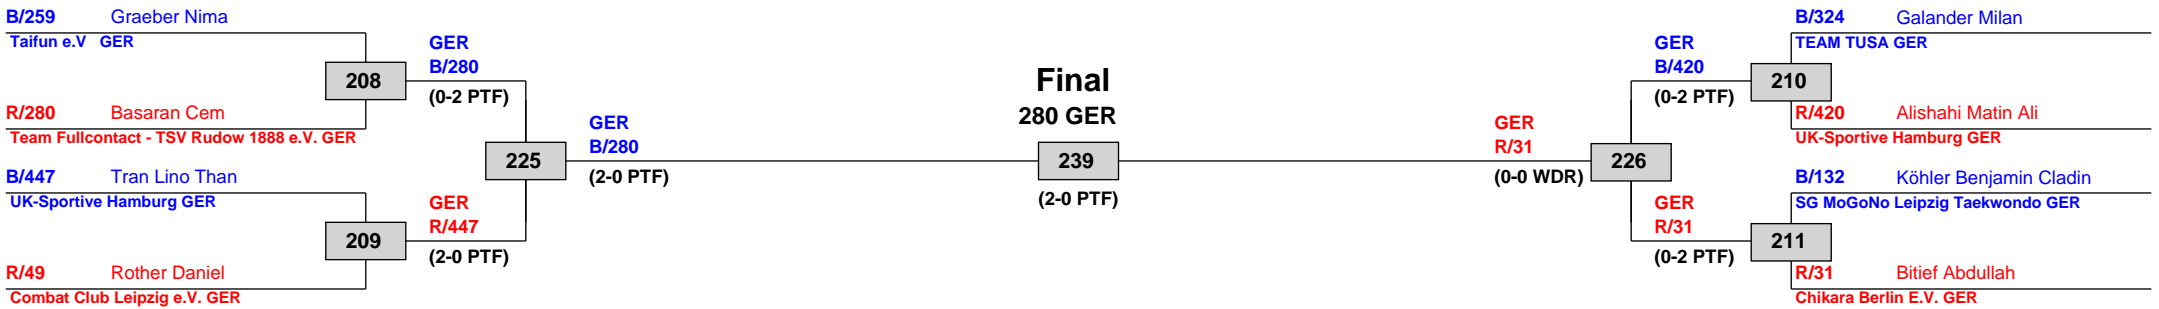 B/259 Graeber Nima
Taifun e.V GER
208
R/280 Basaran Cem
Team Fullcontact - TSV Rudow 1888 e.V. GER
B/447 Tran Lino Than
UK-Sportive Hamburg GER
209
R/49 Rother Daniel
Combat Club Leipzig e.V. GER
GER
B/280
(0-2 PTF)
225
GER
R/447
(2-0 PTF)
GER
B/280
(2-0 PTF)
Final
280 GER
239
(2-0 PTF)
GER
R/31
(0-0 WDR)
226
GER
B/420
(0-2 PTF)
GER
R/31
(0-2 PTF)
B/324 Galander Milan
TEAM TUSA GER
210
R/420 Alishahi Matin Ali
UK-Sportive Hamburg GER
B/132 Köhler Benjamin Cladin
SG MoGoNo Leipzig Taekwondo GER
211
R/31 Bitief Abdullah
Chikara Berlin E.V. GER